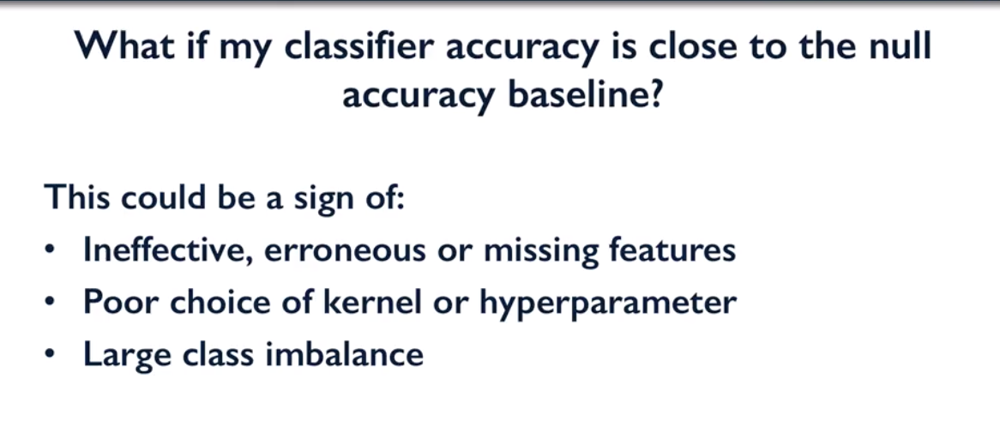 What if my classifier accuracy is close to the null
accuracy baseline?
This could be a sign of:
• Ineffective, erroneous or missing features
• Poor choice of kernel or hyperparameter
• Large class imbalance